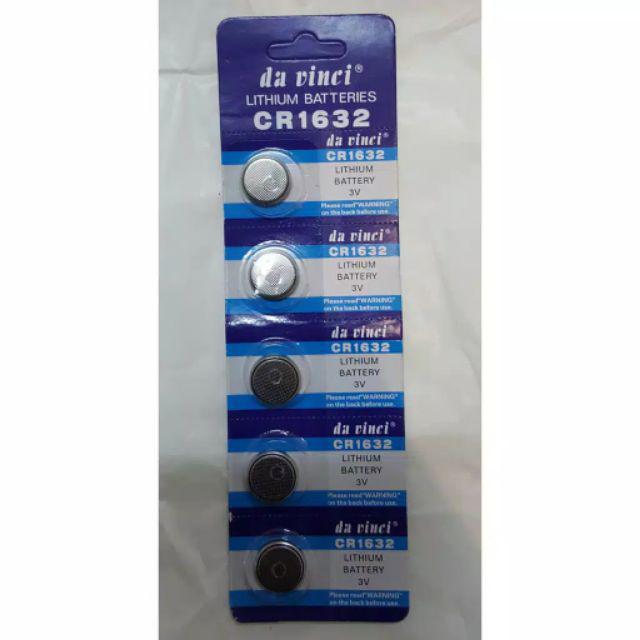 da vinci®
LITHIUM BATTERIES
CR1632
da vinci®
CR1632
LITHIUM
BATTERY
3V
Please read"WARNING"
on the back before use.
da vinci®
CR1632
LITHIUM
BATTERY
3V
Please read"WARNING"
on the back before use.
da vinci®
CR1632
LITHIUM
BATTERY
3V
Please read"WARNING"
on the back before use.
da vinci®
CR1632
LITHIUM
BATTERY
3V
Please read"WARNING"
on the back before use.
da vinci®
CR1632
LITHIUM
BATTERY
3V
Please read"WARNING"
on the back before use.